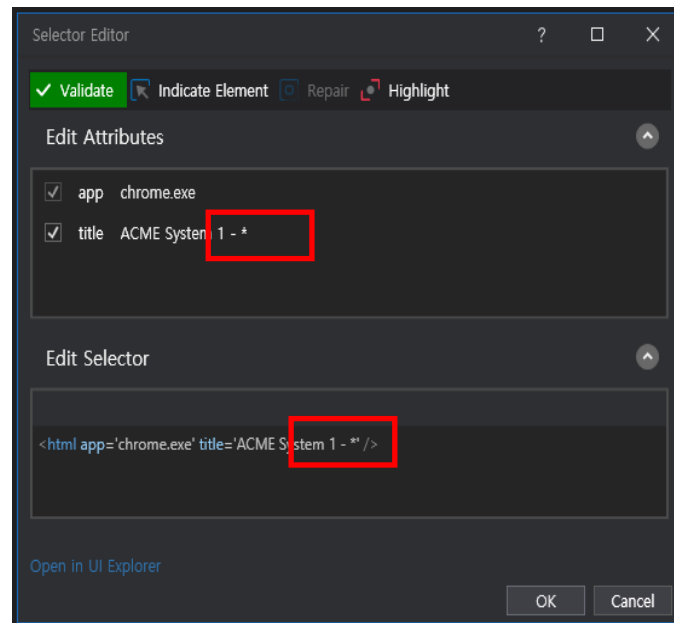 Selector Editor ? X
Validate Indicate Element Repair Highlight
Edit Attributes
app chrome.exe
title ACME System 1 - *
Edit Selector
<html app='chrome.exe' title='ACME System 1 - *' />
Open in UI Explorer
OK Cancel